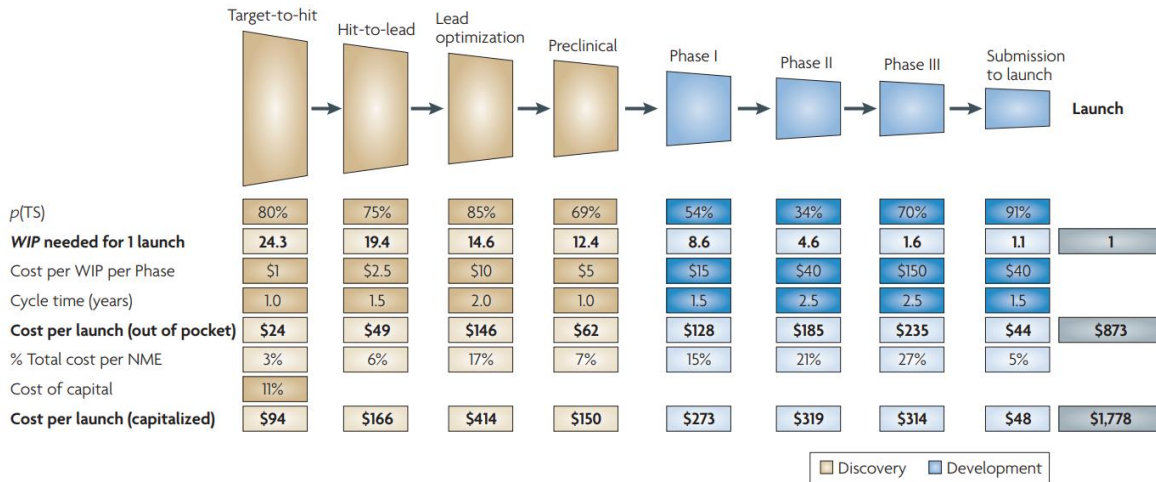 Target-to-hit Hit-to-lead Lead optimization Preclinical Phase I Phase II Phase III Submission to launch Launch
p(TS) 80% 75% 85% 69% 54% 34% 70% 91%
WIP needed for 1 launch 24.3 19.4 14.6 12.4 8.6 4.6 1.6 1.1 1
Cost per WIP per Phase $1 $2.5 $10 $5 $15 $40 $150 $40
Cycle time (years) 1.0 1.5 2.0 1.0 1.5 2.5 2.5 1.5
Cost per launch (out of pocket) $24 $49 $146 $62 $128 $185 $235 $44 $873
% Total cost per NME 3% 6% 17% 7% 15% 21% 27% 5%
Cost of capital 11%
Cost per launch (capitalized) $94 $166 $414 $150 $273 $319 $314 $48 $1,778
Discovery Development